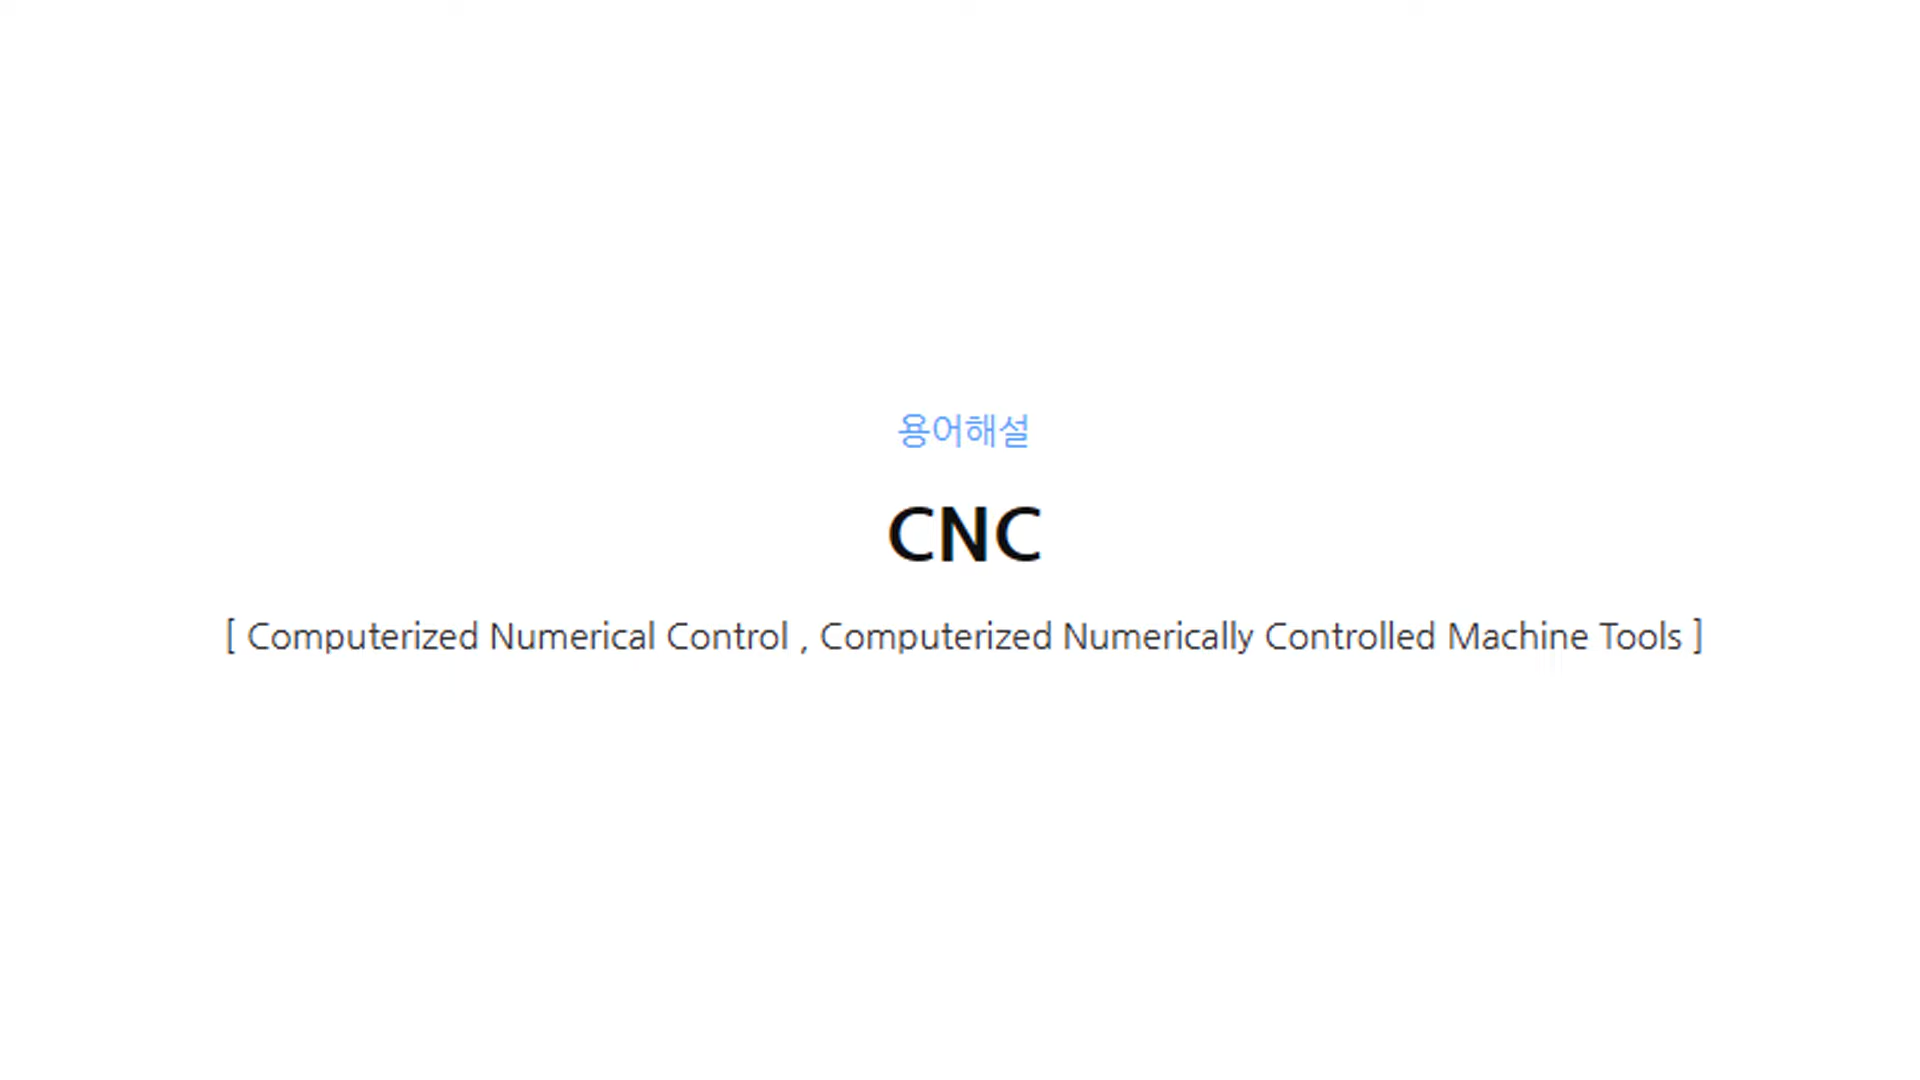 용어해설
CNC
[ Computerized Numerical Control , Computerized Numerically Controlled Machine Tools ]